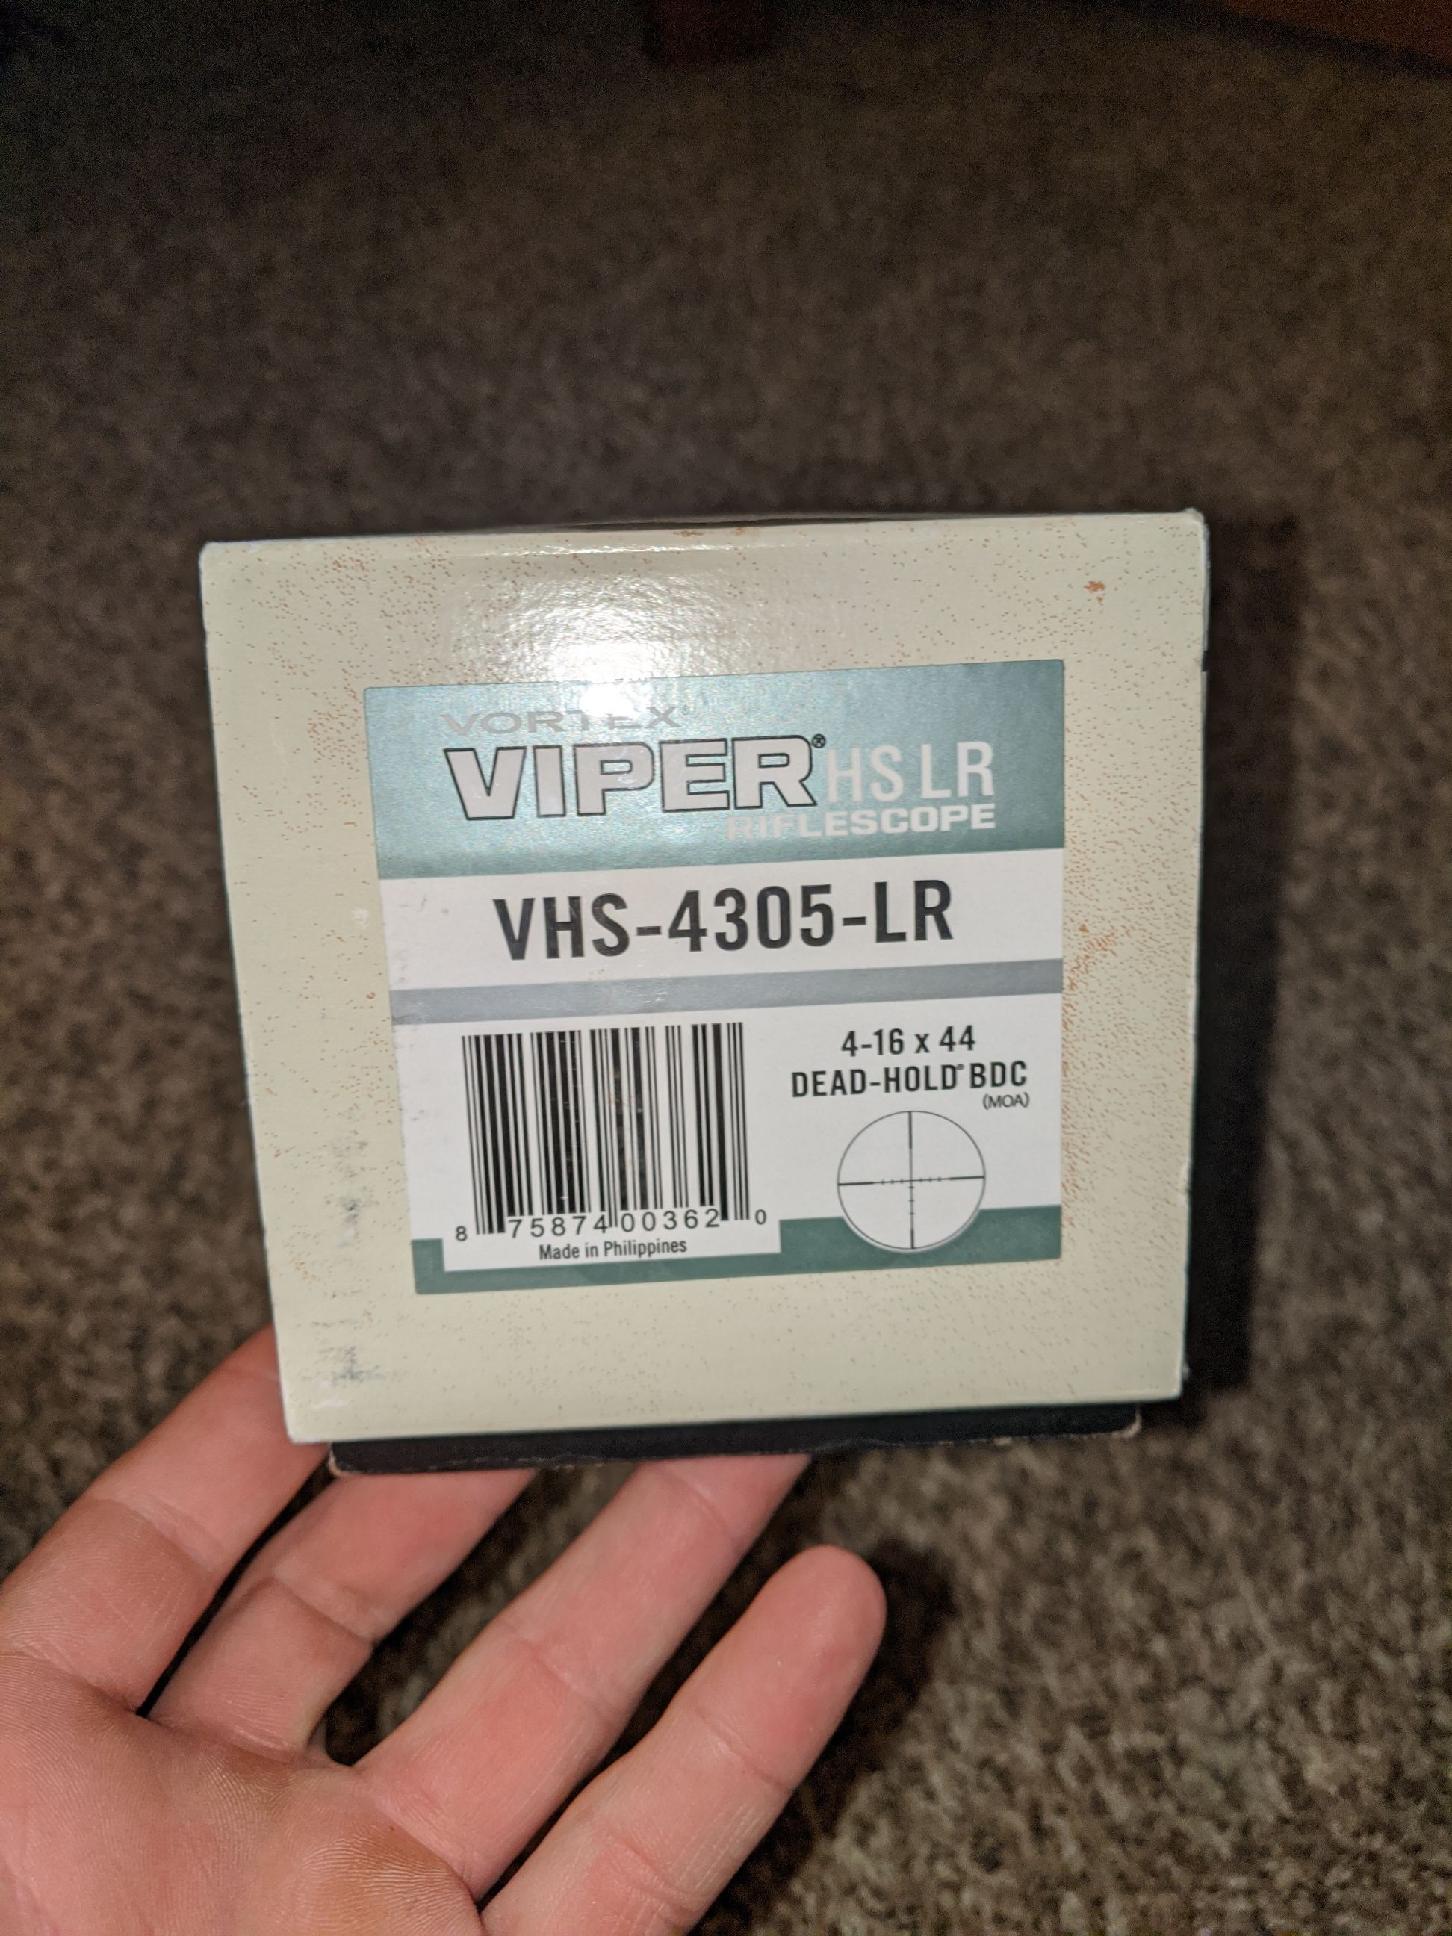 VORTEX
VIPER® HS LR
RIFLESCOPE
VHS-4305-LR
4-16 x 44
DEAD-HOLD® BDC
(MOA)
8 75874 00362 0
Made in Philippines